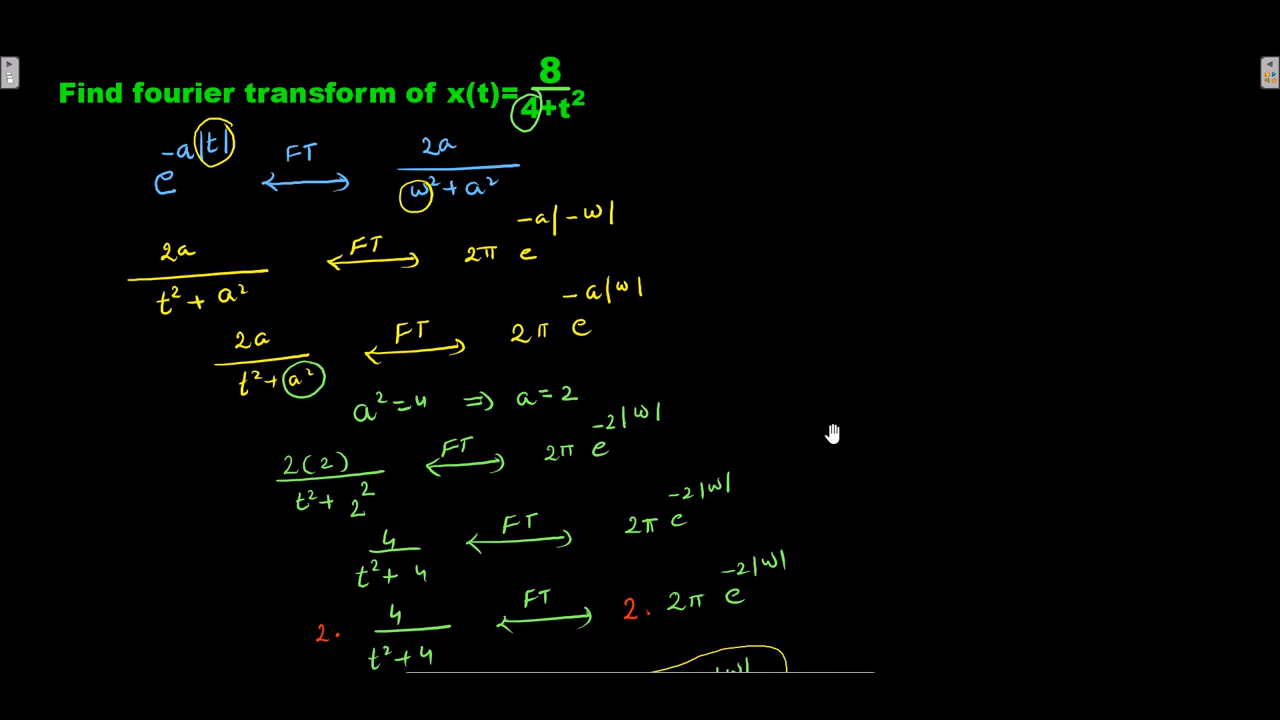 Find fourier transform of x(t)= 8/(4+t²)
e^(-a|t|) FT ⟷ 2a/(w²+a²)
2a/(t²+a²) FT ⟷ 2π e^(-a|-w|)
2a/(t²+a²) FT ⟷ 2π e^(-a|w|)
a²=4 ⇒ a=2
2(2)/(t²+2²) FT ⟷ 2π e^(-2|w|)
4/(t²+4) FT ⟷ 2π e^(-2|w|)
2. 4/(t²+4) FT ⟷ 2. 2π e^(-2|w|)
|w|